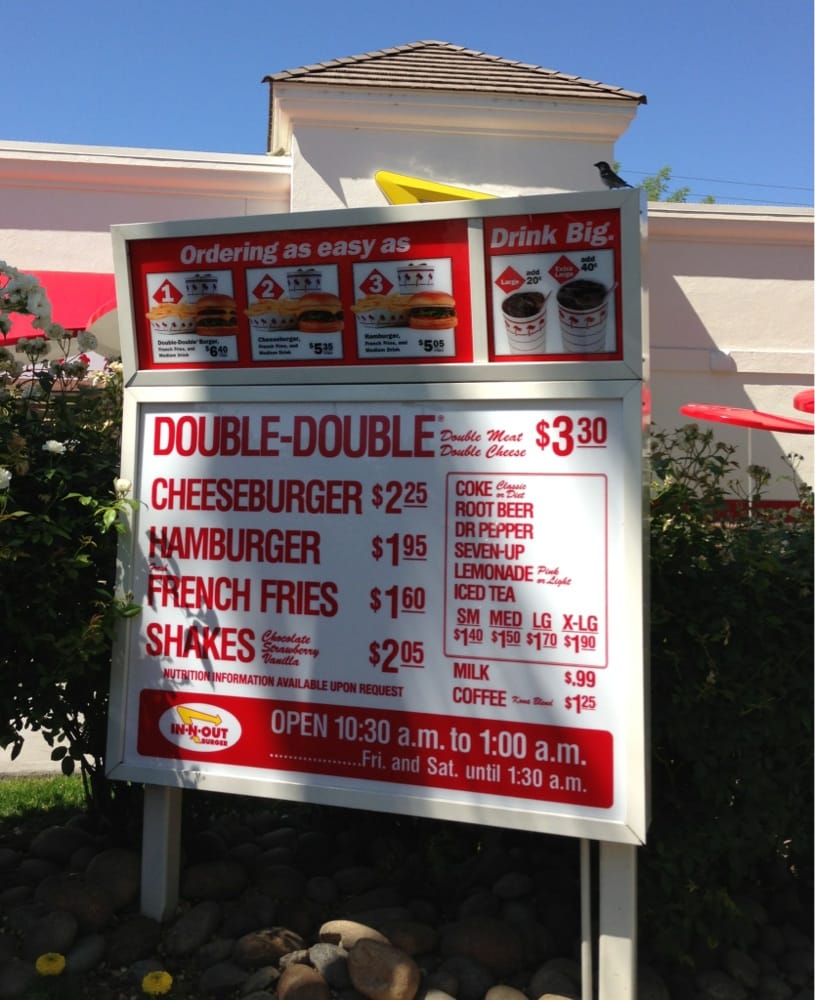 Ordering as easy as
1
Double-Double® Burger,
French Fries, and
Medium Drink
$6.40
2
Cheeseburger,
French Fries, and
Medium Drink
$5.35
3
Hamburger,
French Fries, and
Medium Drink
$5.05
Drink Big.
Large add 20¢
Extra Large add 40¢
DOUBLE-DOUBLE® Double Meat Double Cheese $3 30
CHEESEBURGER $2 25
HAMBURGER $1 95
Fresh
FRENCH FRIES $1 60
SHAKES Chocolate Strawberry Vanilla $2 05
NUTRITION INFORMATION AVAILABLE UPON REQUEST
COKE Classic or Diet
ROOT BEER
DR PEPPER
SEVEN-UP
LEMONADE Pink or Light
ICED TEA
SM MED LG X-LG
$1 40 $1 50 $1 70 $1 90
MILK $.99
COFFEE Kona Blend $1 25
IN-N-OUT
BURGER
OPEN 10:30 a.m. to 1:00 a.m.
..................Fri. and Sat. until 1:30 a.m.